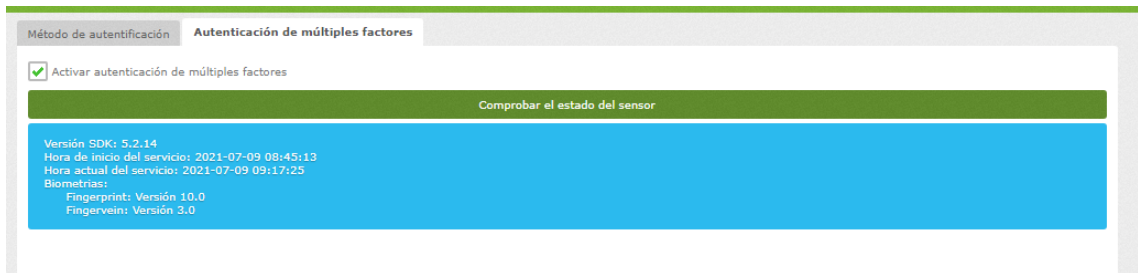 Método de autentificación
Autenticación de múltiples factores
Activar autenticación de múltiples factores
Comprobar el estado del sensor
Versión SDK: 5.2.14
Hora de inicio del servicio: 2021-07-09 08:45:13
Hora actual del servicio: 2021-07-09 09:17:25
Biometrias:
Fingerprint: Versión 10.0
Fingervein: Versión 3.0